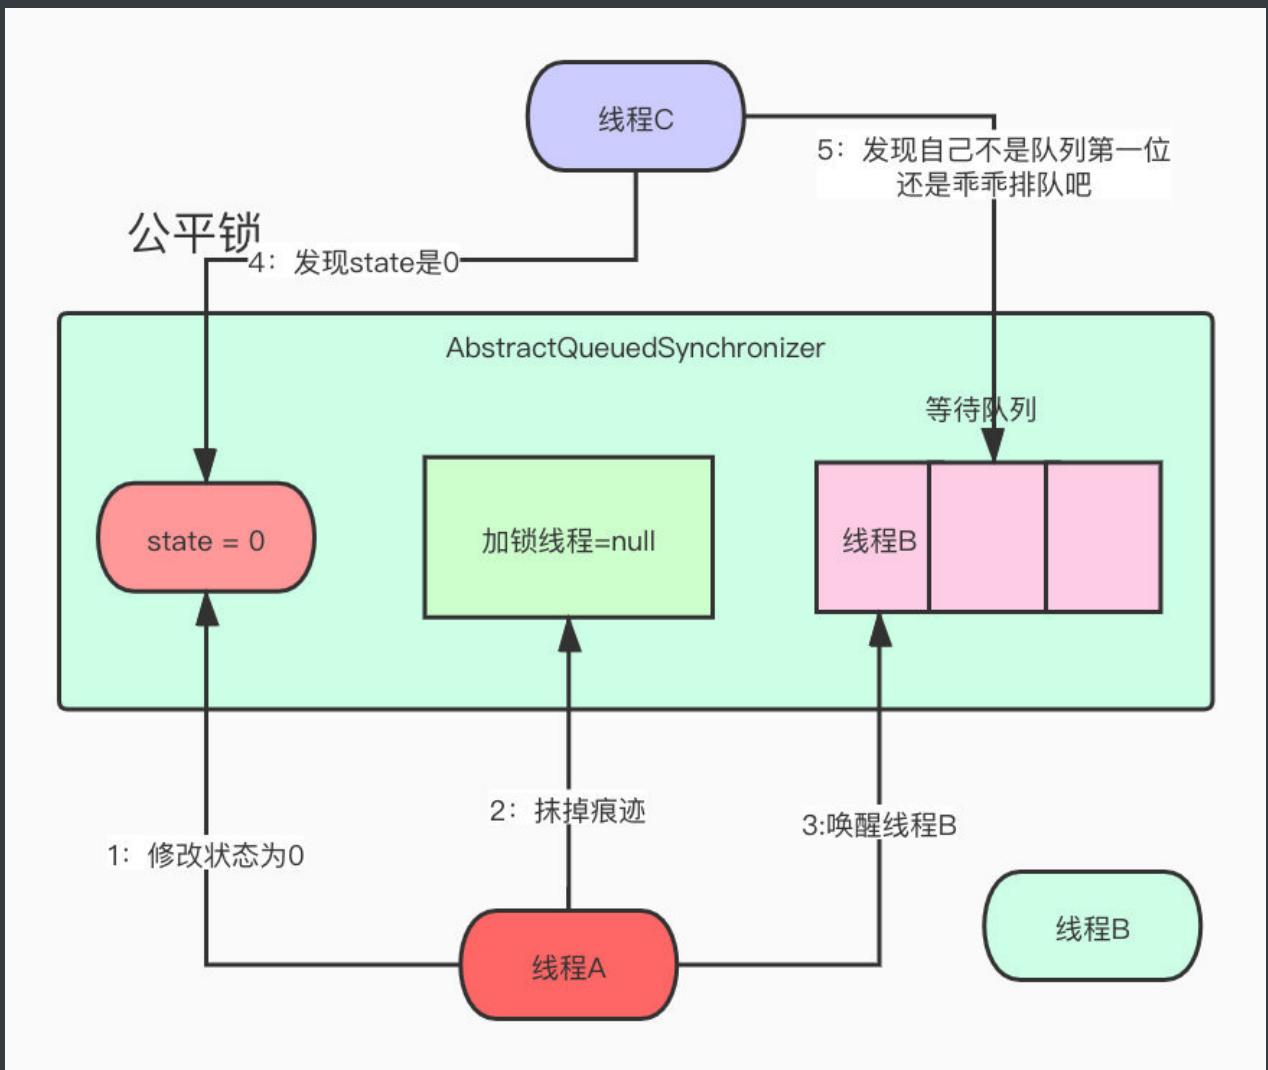 线程C
5：发现自己不是队列第一位
还是乖乖排队吧
公平锁
4：发现state是0
AbstractQueuedSynchronizer
等待队列
state = 0
加锁线程=null
线程B
2：抹掉痕迹
3:唤醒线程B
1：修改状态为0
线程B
线程A